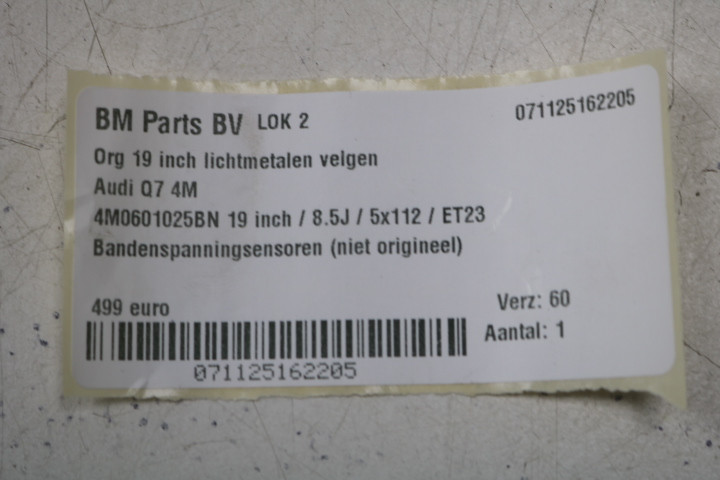 BM Parts BV LOK 2
071125162205
Org 19 inch lichtmetalen velgen
Audi Q7 4M
4M0601025BN 19 inch / 8.5J / 5x112 / ET23
Bandenspanningsensoren (niet origineel)
499 euro
Verz: 60
Aantal: 1
071125162205